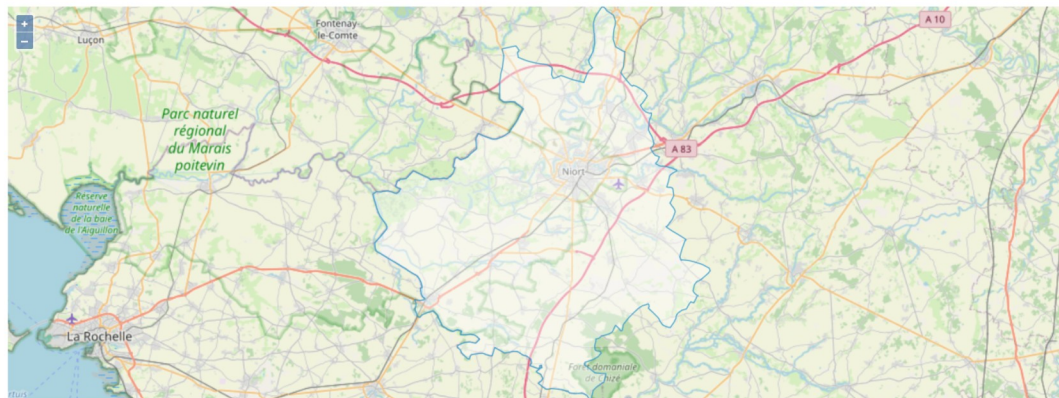 +
−
Luçon
Fontenay-
le-Comte
A 10
Parc naturel
régional
du Marais
poitevin
A 83
Niort
Réserve
naturelle
de la baie
de l'Aiguillon
La Rochelle
Forêt domaniale
de Chizé